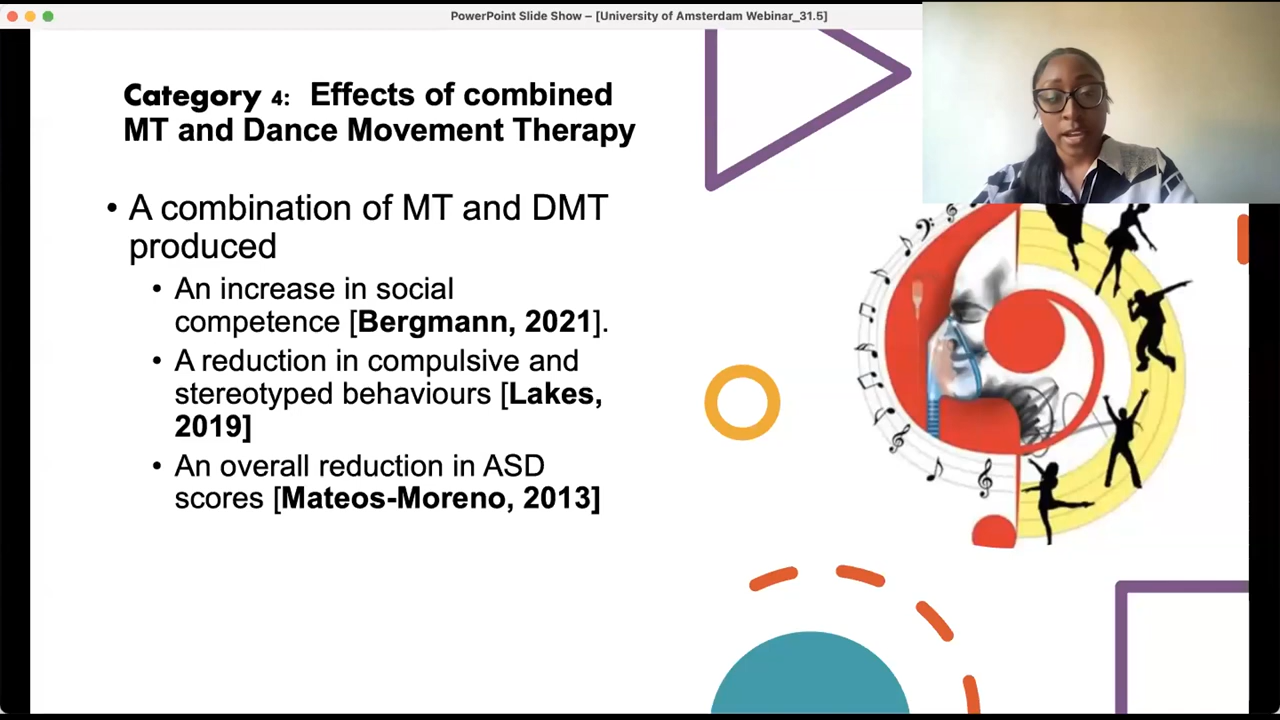 PowerPoint Slide Show – [University of Amsterdam Webinar_31.5]
Category 4: Effects of combined
MT and Dance Movement Therapy
• A combination of MT and DMT
produced
• An increase in social
competence [Bergmann, 2021].
• A reduction in compulsive and
stereotyped behaviours [Lakes,
2019]
• An overall reduction in ASD
scores [Mateos-Moreno, 2013]